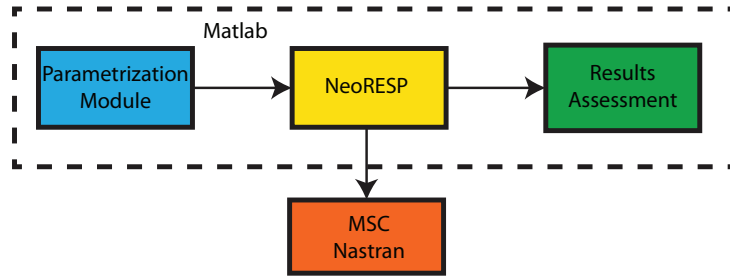 Matlab
Parametrization
Module
NeoRESP
Results
Assessment
MSC
Nastran